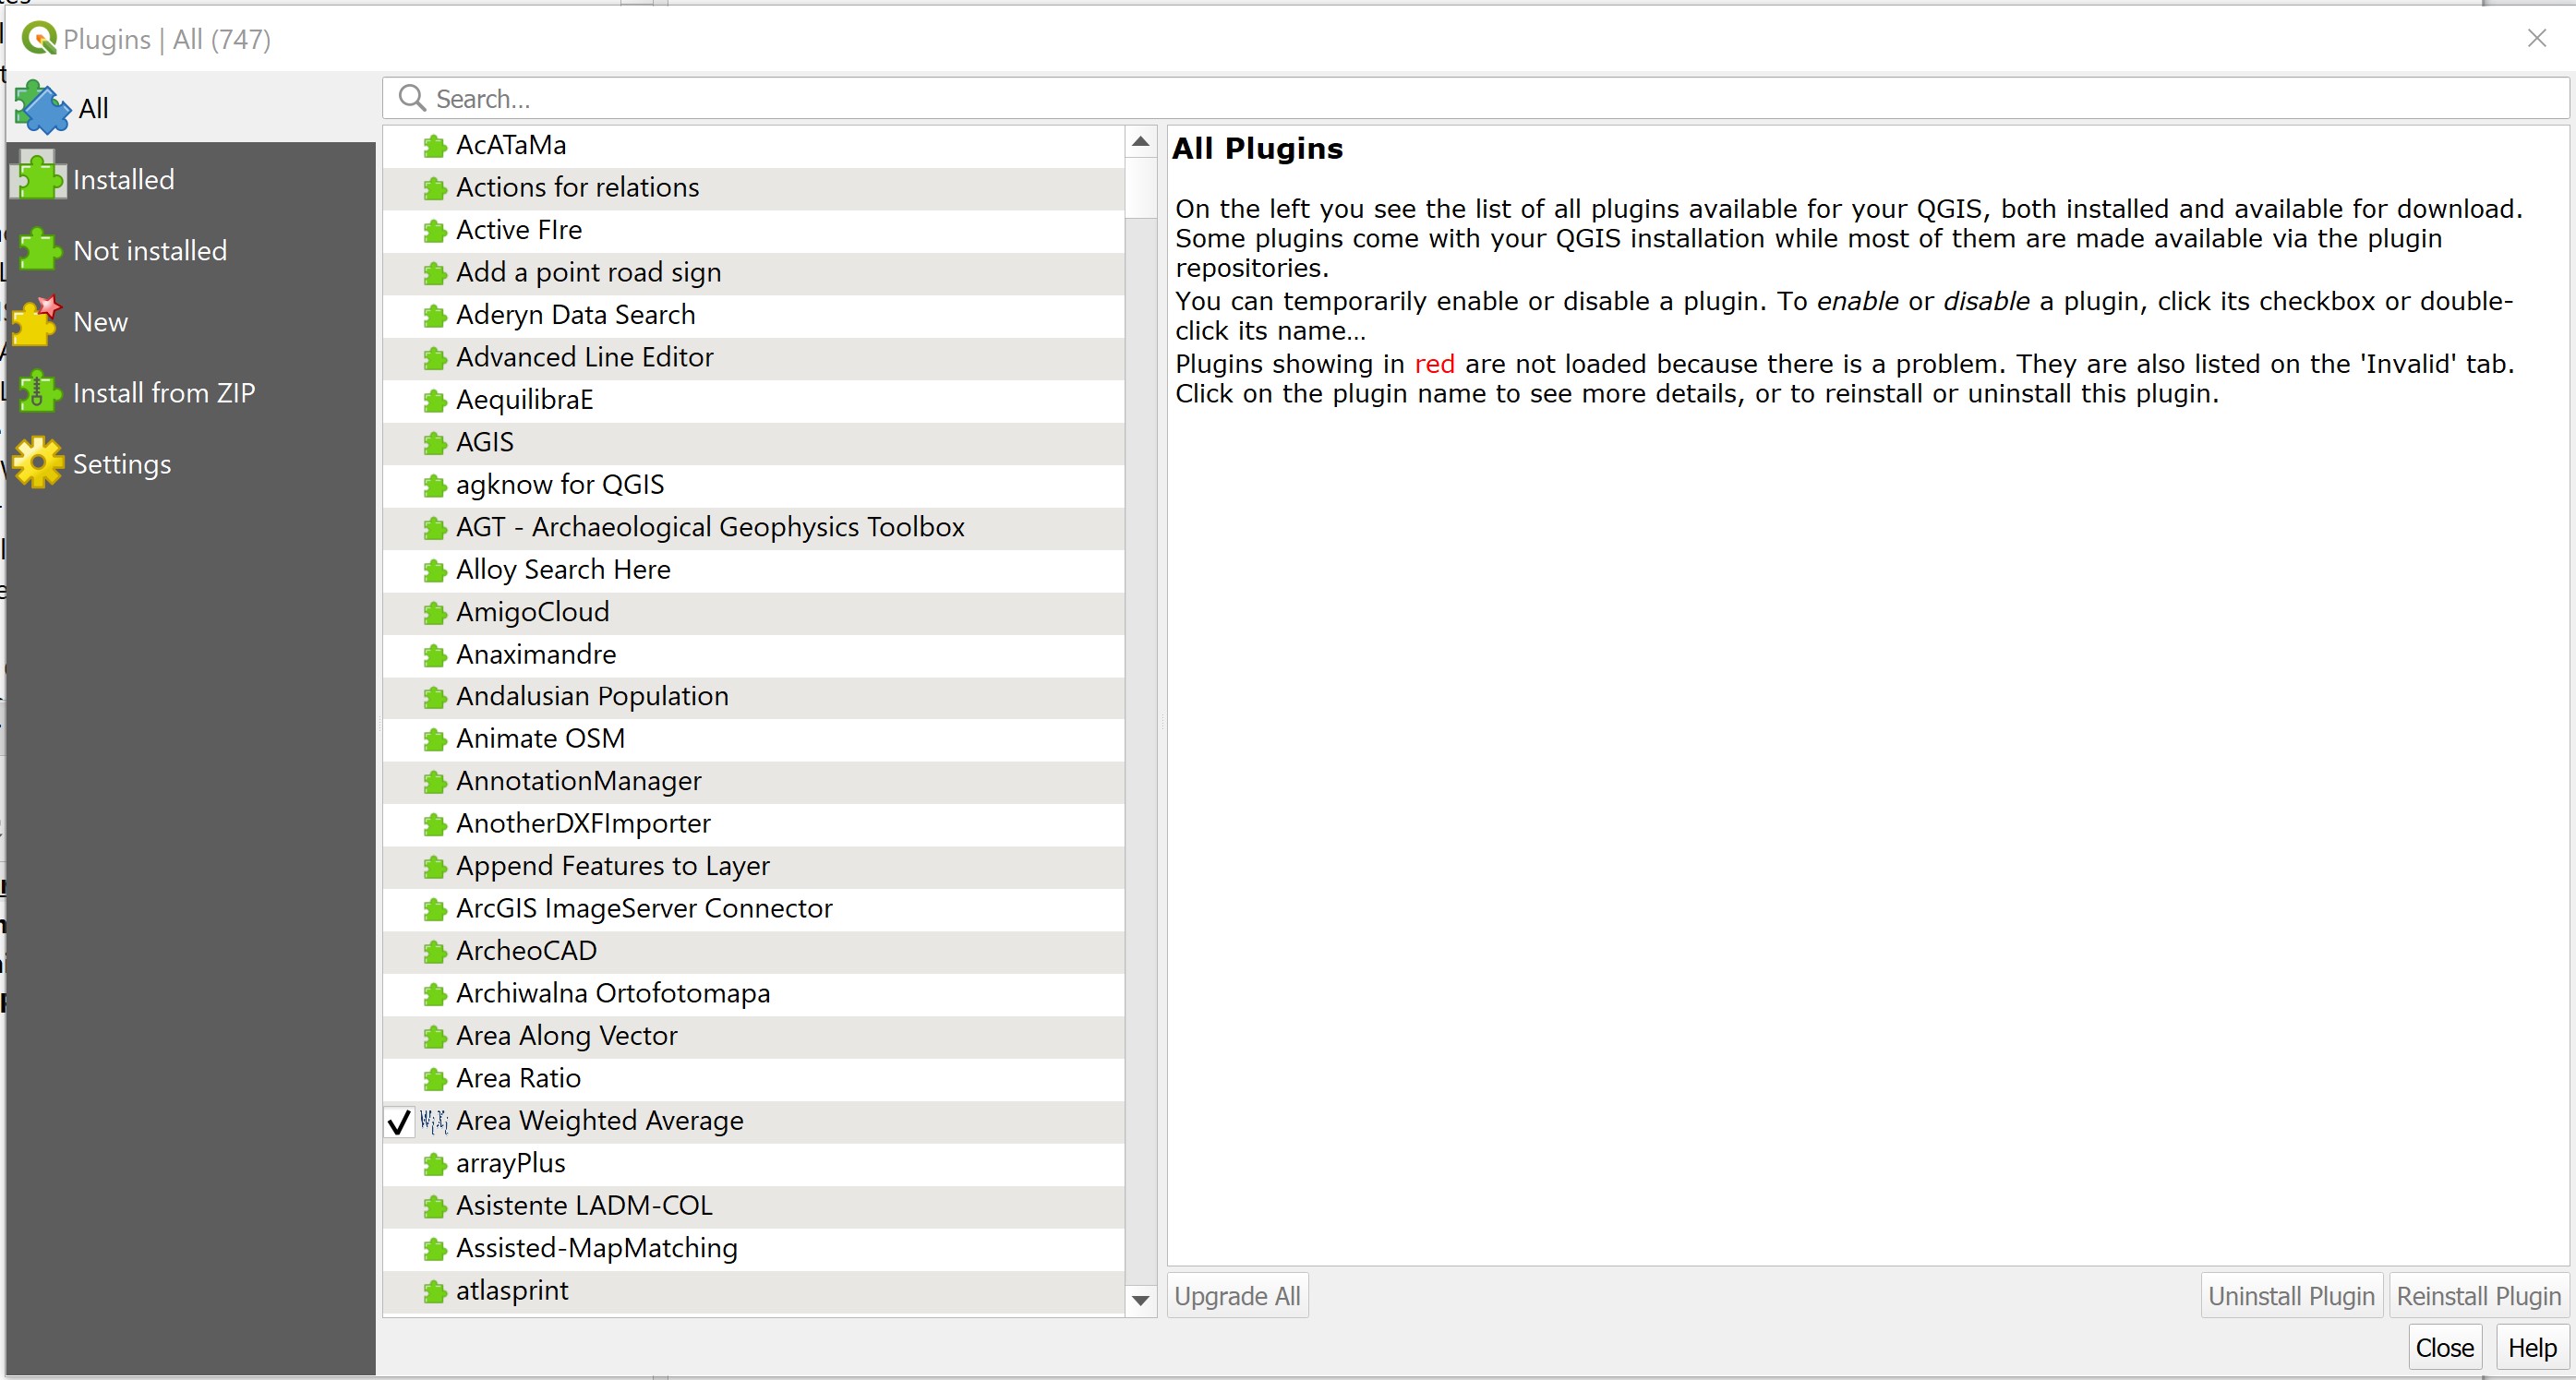 Plugins | All (747)
All
Installed
Not installed
New
Install from ZIP
Settings
Search...
AcATaMa
Actions for relations
Active FIre
Add a point road sign
Aderyn Data Search
Advanced Line Editor
AequilibraE
AGIS
agknow for QGIS
AGT - Archaeological Geophysics Toolbox
Alloy Search Here
AmigoCloud
Anaximandre
Andalusian Population
Animate OSM
AnnotationManager
AnotherDXFImporter
Append Features to Layer
ArcGIS ImageServer Connector
ArcheoCAD
Archiwalna Ortofotomapa
Area Along Vector
Area Ratio
Area Weighted Average
arrayPlus
Asistente LADM-COL
Assisted-MapMatching
atlasprint
All Plugins
On the left you see the list of all plugins available for your QGIS, both installed and available for download.
Some plugins come with your QGIS installation while most of them are made available via the plugin
repositories.
You can temporarily enable or disable a plugin. To enable or disable a plugin, click its checkbox or double-
click its name...
Plugins showing in red are not loaded because there is a problem. They are also listed on the 'Invalid' tab.
Click on the plugin name to see more details, or to reinstall or uninstall this plugin.
Upgrade All
Uninstall Plugin
Reinstall Plugin
Close
Help